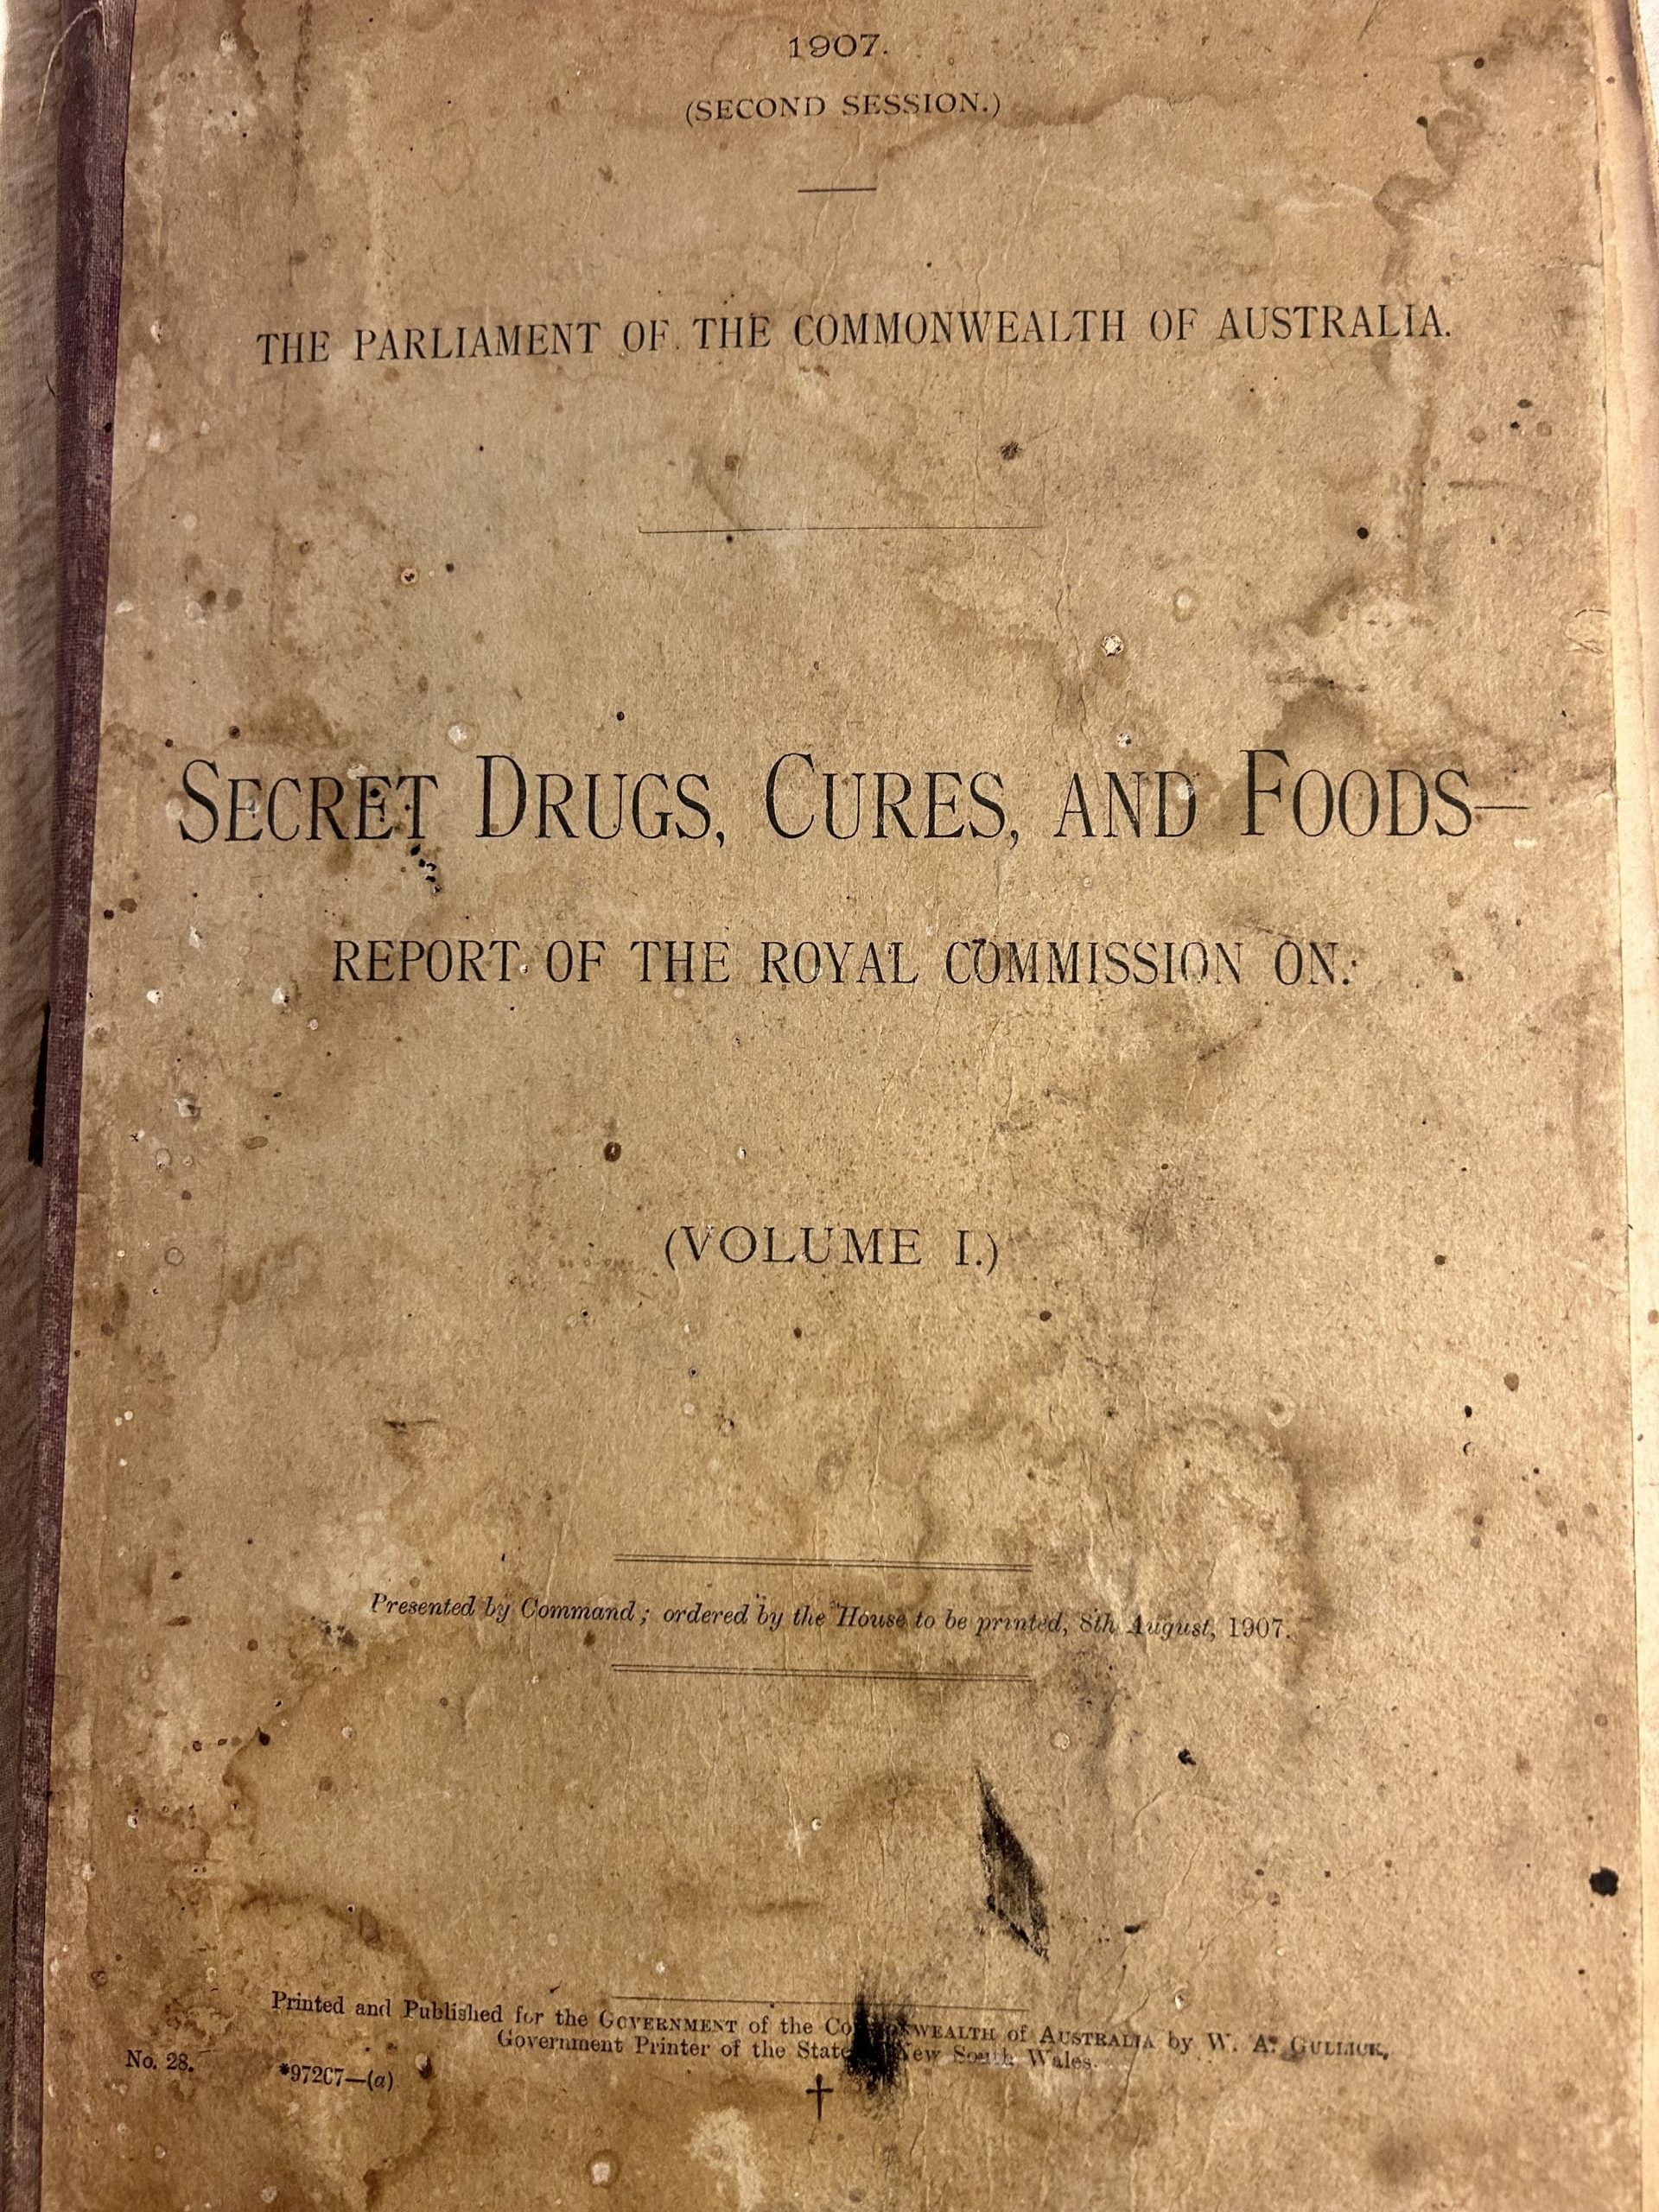 1907.
(SECOND SESSION.)
THE PARLIAMENT OF THE COMMONWEALTH OF AUSTRALIA.
SECRET DRUGS, CURES, AND FOODS—
REPORT OF THE ROYAL COMMISSION ON.
(VOLUME I.)
Presented by Command; ordered by the House to be printed, 8th August, 1907.
Printed and Published for the GOVERNMENT of the COMMONWEALTH of AUSTRALIA by W. A. GULLICK,
Government Printer of the State New South Wales.
No. 28.
*97207—(a)
†